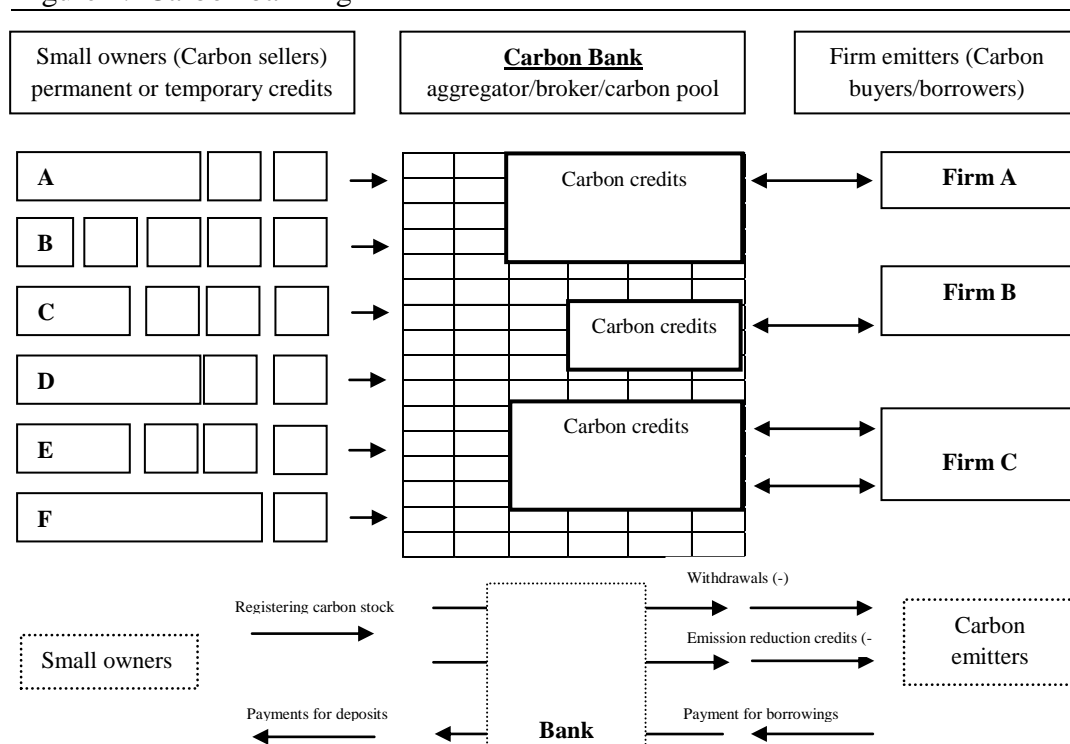 Small owners (Carbon sellers)
permanent or temporary credits
Carbon Bank
aggregator/broker/carbon pool
Firm emitters (Carbon
buyers/borrowers)
A
B
C
D
E
F
Carbon credits
Carbon credits
Carbon credits
Firm A
Firm B
Firm C
Registering carbon stock
Withdrawals (-)
Emission reduction credits (-
Small owners
Carbon
emitters
Payments for deposits
Bank
Payment for borrowings